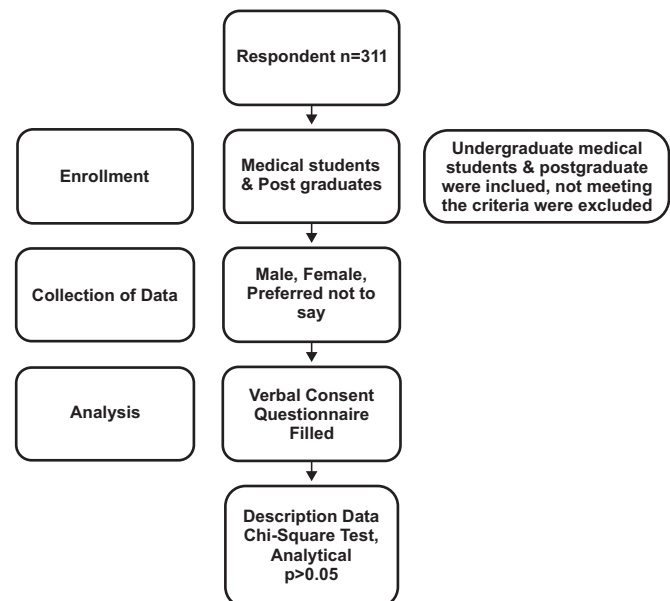 Respondent n=311
Enrollment
Medical students
& Post graduates
Undergraduate medical
students & postgraduate
were inclued, not meeting
the criteria were excluded
Collection of Data
Male, Female,
Preferred not to
say
Analysis
Verbal Consent
Questionnaire
Filled
Description Data
Chi-Square Test,
Analytical
p>0.05